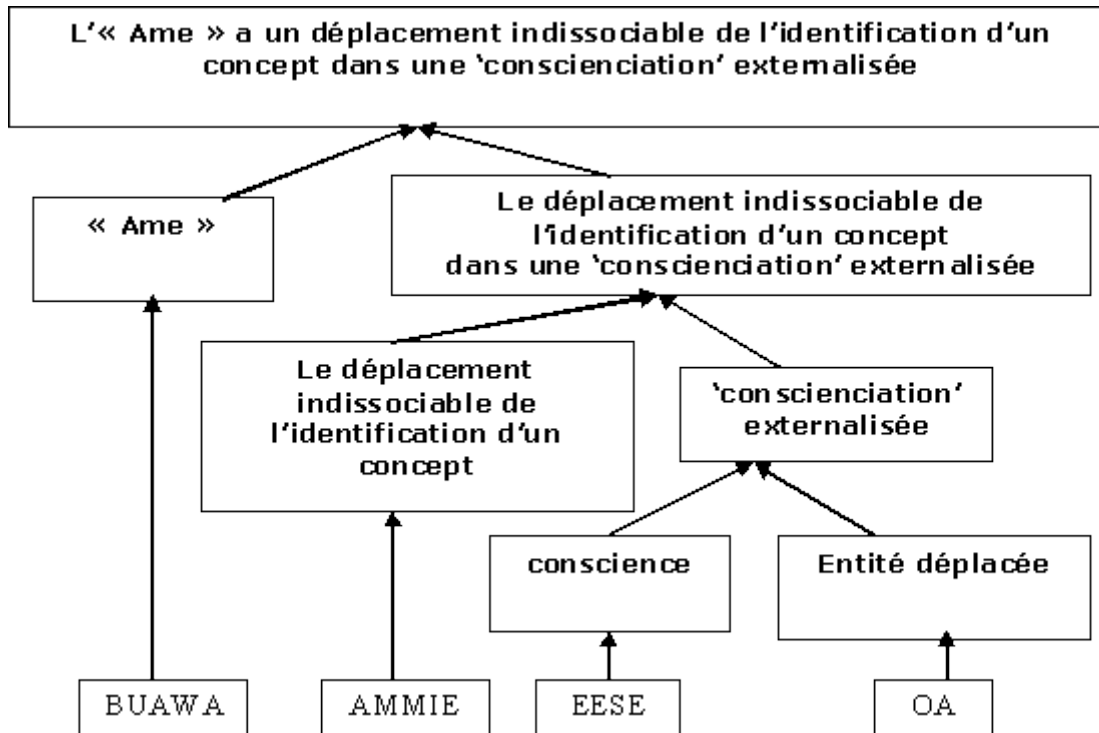 L'« Ame » a un déplacement indissociable de l'identification d'un
concept dans une 'conscienciation' externalisée
« Ame »
Le déplacement indissociable de
l'identification d'un concept
dans une 'conscienciation' externalisée
Le déplacement
indissociable de
l'identification d'un
concept
'conscienciation'
externalisée
conscience
Entité déplacée
BUAWA
AMMIE
EESE
OA